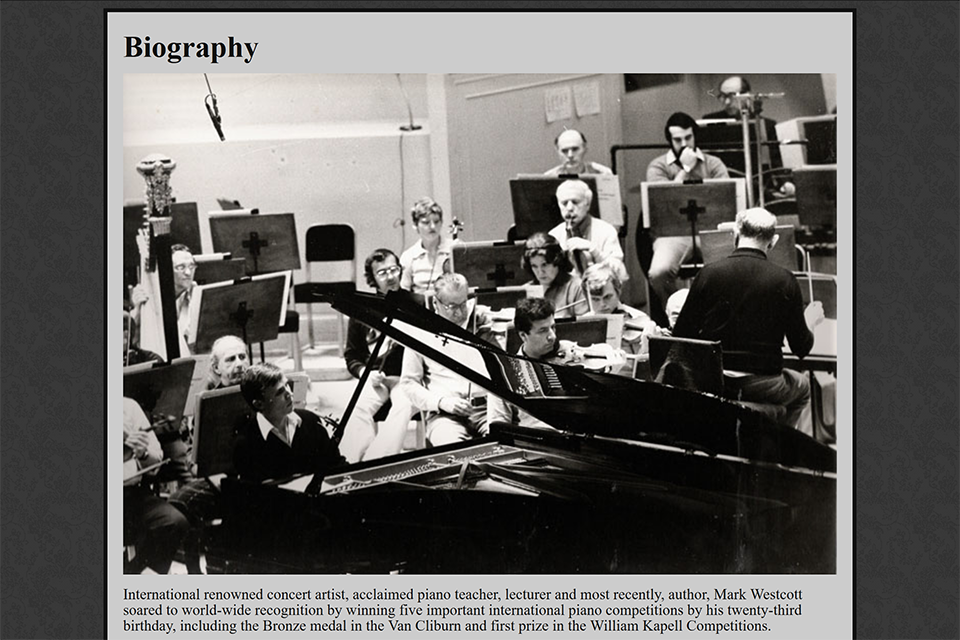 Biography
International renowned concert artist, acclaimed piano teacher, lecturer and most recently, author, Mark Westcott
soared to world-wide recognition by winning five important international piano competitions by his twenty-third
birthday, including the Bronze medal in the Van Cliburn and first prize in the William Kapell Competitions.